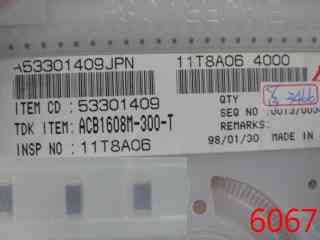 A53301409JPN 11T8A06 4000
ITEM CD : 53301409 QTY
3466
TDK ITEM: ACB1608M-300-T SEQ NO
REMARKS:
INSP NO : 11T8A06 98/01/30 MADE IN
6067